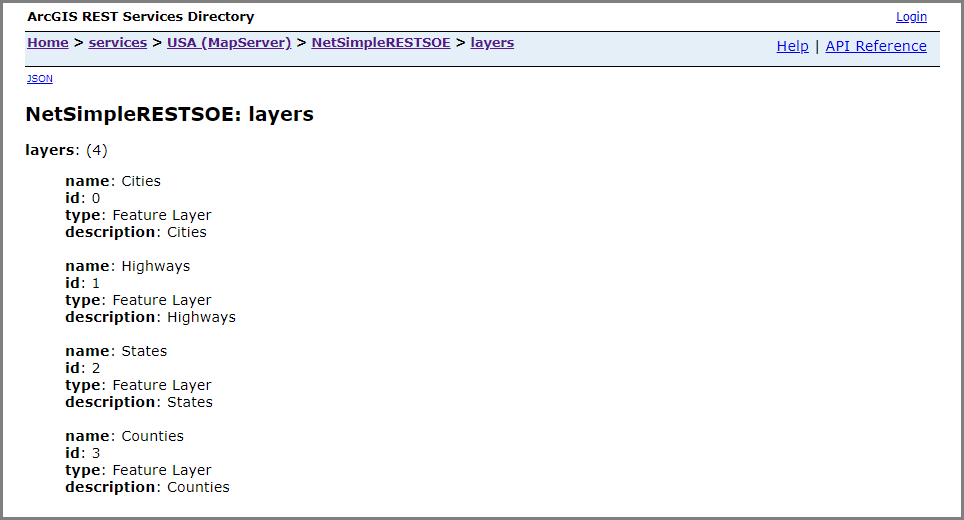 ArcGIS REST Services Directory Login
Home > services > USA (MapServer) > NetSimpleRESTSOE > layers Help | API Reference
JSON
NetSimpleRESTSOE: layers
layers: (4)
name: Cities
id: 0
type: Feature Layer
description: Cities
name: Highways
id: 1
type: Feature Layer
description: Highways
name: States
id: 2
type: Feature Layer
description: States
name: Counties
id: 3
type: Feature Layer
description: Counties